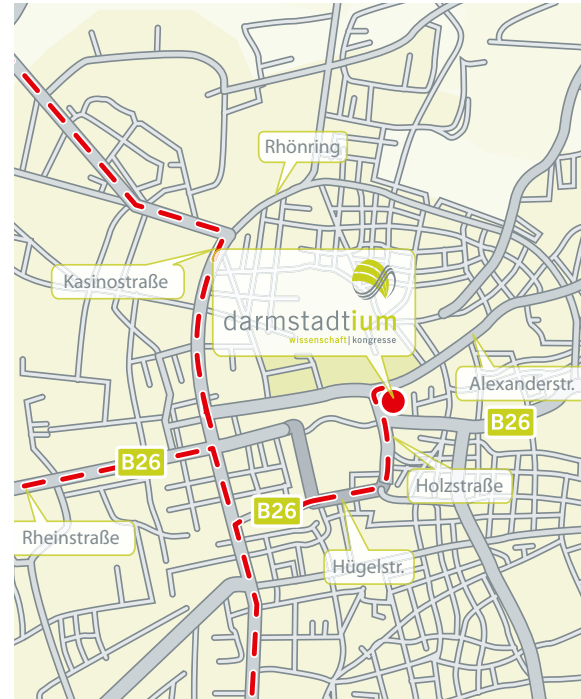 Rhönring
Kasinostraße
darmstadtium
wissenschaft | kongresse
Alexanderstr.
B26
B26
Holzstraße
B26
Rheinstraße
Hügelstr.